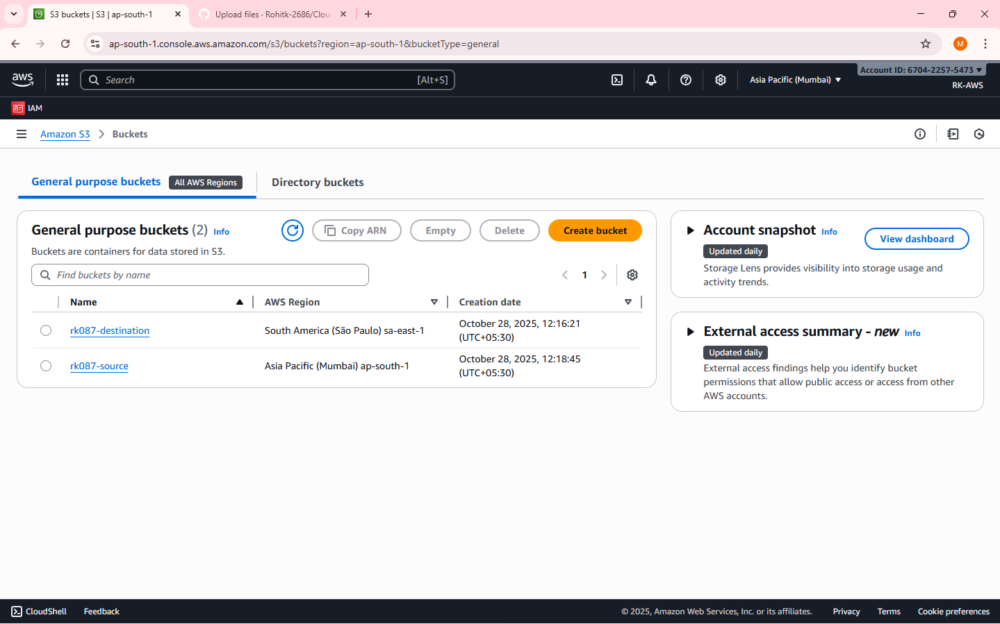 S3 buckets | S3 | ap-south-1
Upload files · Rohitk-2686/Clou
ap-south-1.console.aws.amazon.com/s3/buckets?region=ap-south-1&bucketType=general
M
aws
Search
[Alt+S]
Asia Pacific (Mumbai)
Account ID: 6704-2257-5473
RK-AWS
IAM
Amazon S3
Buckets
General purpose buckets
All AWS Regions
Directory buckets
General purpose buckets (2) Info
Copy ARN
Empty
Delete
Create bucket
Buckets are containers for data stored in S3.
Find buckets by name
1
Name
AWS Region
Creation date
rk087-destination
South America (São Paulo) sa-east-1
October 28, 2025, 12:16:21
(UTC+05:30)
rk087-source
Asia Pacific (Mumbai) ap-south-1
October 28, 2025, 12:18:45
(UTC+05:30)
Account snapshot Info
View dashboard
Updated daily
Storage Lens provides visibility into storage usage and
activity trends.
External access summary - new Info
Updated daily
External access findings help you identify bucket
permissions that allow public access or access from other
AWS accounts.
CloudShell
Feedback
© 2025, Amazon Web Services, Inc. or its affiliates.
Privacy
Terms
Cookie preferences